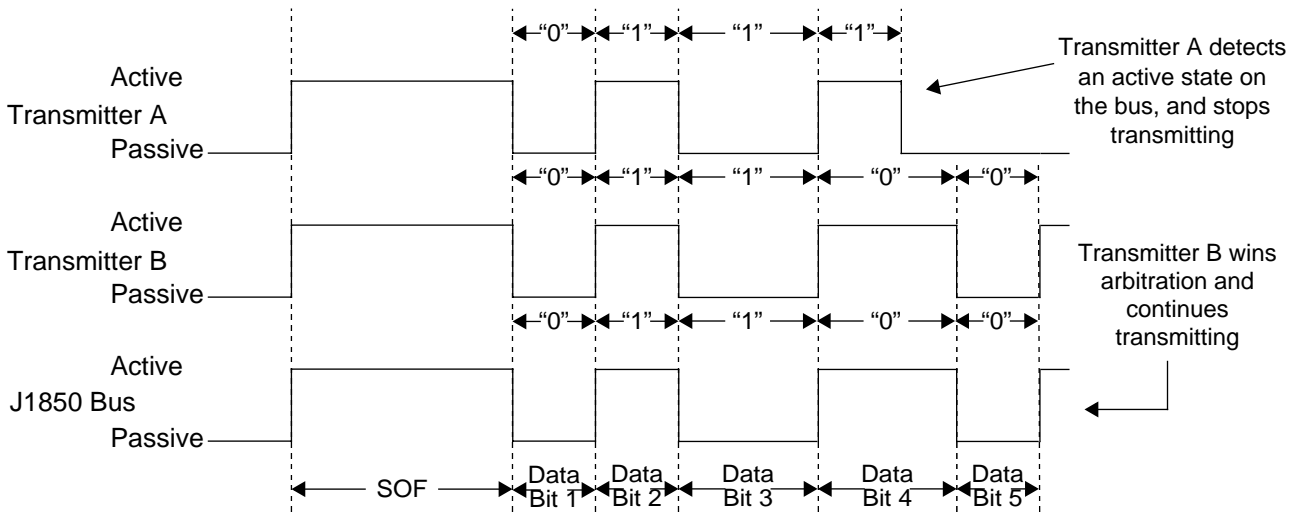 “0” “1” “1” “1”
Active
Transmitter A
Passive
Transmitter A detects
an active state on
the bus, and stops
transmitting
“0” “1” “1” “0” “0”
Active
Transmitter B
Passive
Transmitter B wins
arbitration and
continues
transmitting
“0” “1” “1” “0” “0”
Active
J1850 Bus
Passive
SOF
Data
Bit 1
Data
Bit 2
Data
Bit 3
Data
Bit 4
Data
Bit 5